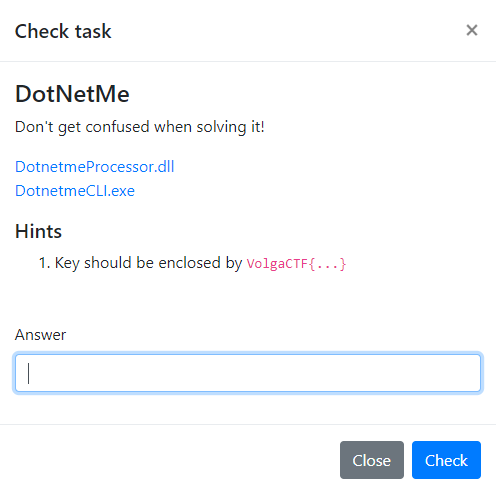 Check task ×
DotNetMe
Don't get confused when solving it!
DotnetmeProcessor.dll
DotnetmeCLI.exe
Hints
1. Key should be enclosed by VolgaCTF{...}
Answer
Close Check